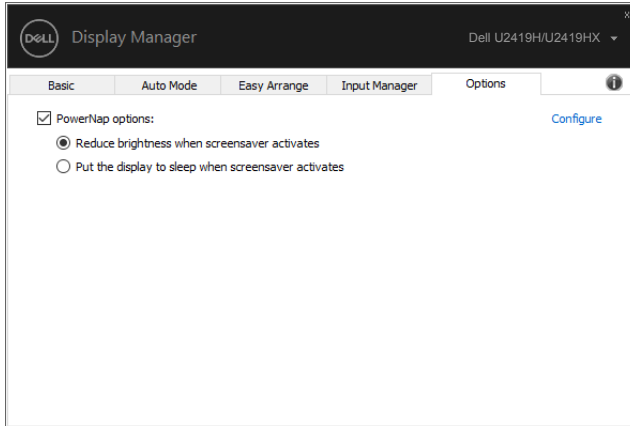 x
DELL Display Manager Dell U2419H/U2419HX
Basic Auto Mode Easy Arrange Input Manager Options
PowerNap options: Configure
Reduce brightness when screensaver activates
Put the display to sleep when screensaver activates